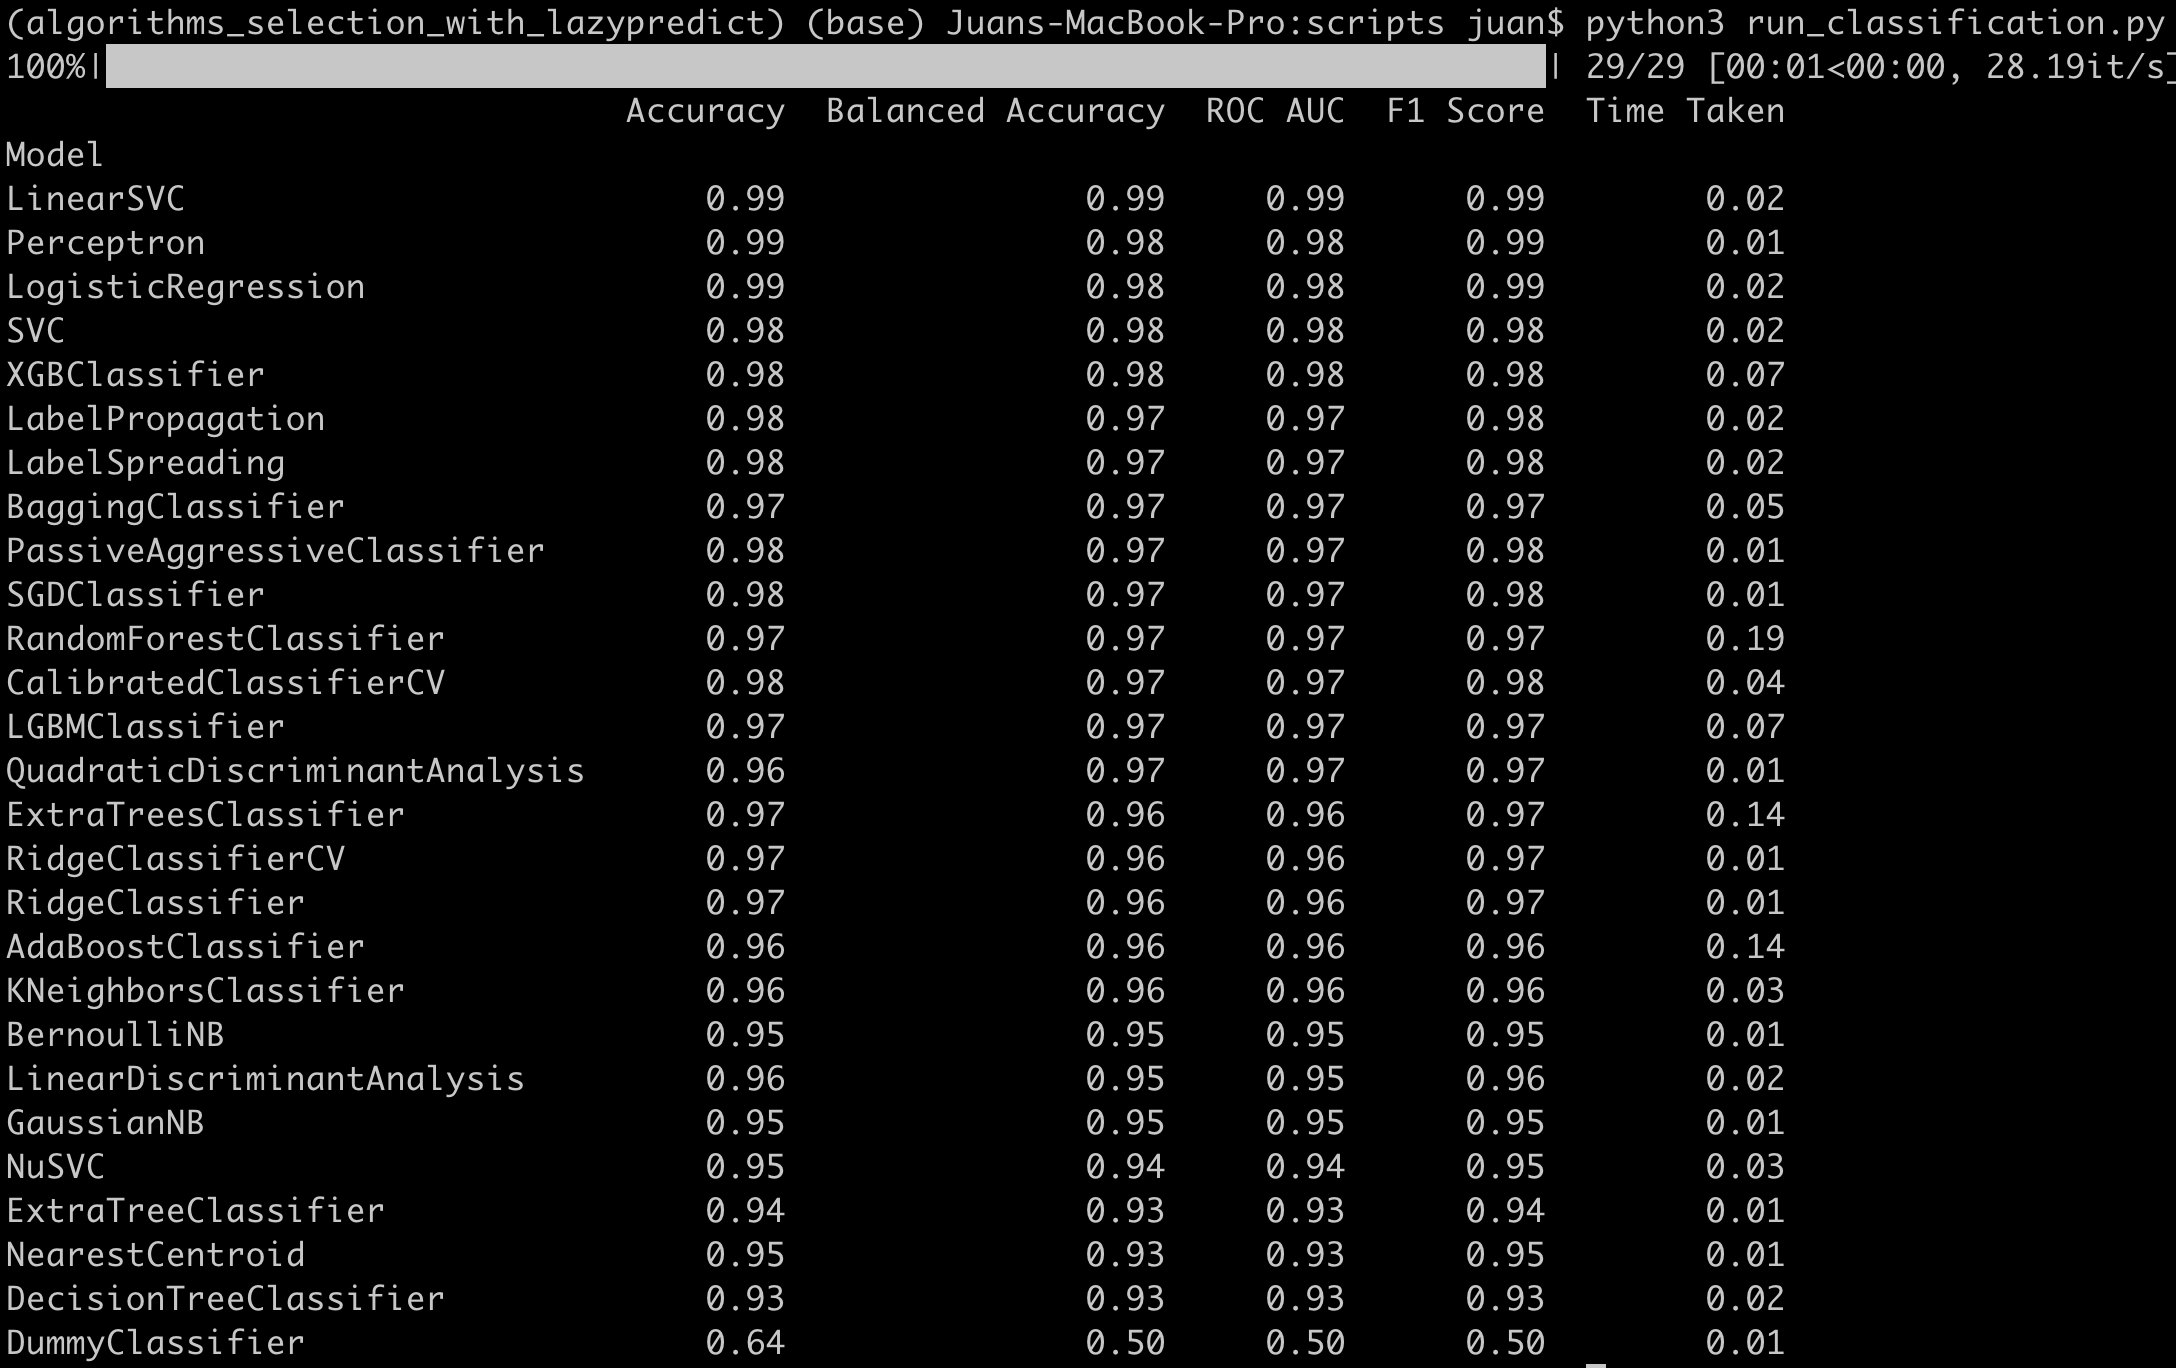 (algorithms_selection_with_lazypredict) (base) Juans-MacBook-Pro:scripts juan$ python3 run_classification.py
100%| | 29/29 [00:01<00:00, 28.19it/s]
Accuracy Balanced Accuracy ROC AUC F1 Score Time Taken
Model
LinearSVC 0.99 0.99 0.99 0.99 0.02
Perceptron 0.99 0.98 0.98 0.99 0.01
LogisticRegression 0.99 0.98 0.98 0.99 0.02
SVC 0.98 0.98 0.98 0.98 0.02
XGBClassifier 0.98 0.98 0.98 0.98 0.07
LabelPropagation 0.98 0.97 0.97 0.98 0.02
LabelSpreading 0.98 0.97 0.97 0.98 0.02
BaggingClassifier 0.97 0.97 0.97 0.97 0.05
PassiveAggressiveClassifier 0.98 0.97 0.97 0.98 0.01
SGDClassifier 0.98 0.97 0.97 0.98 0.01
RandomForestClassifier 0.97 0.97 0.97 0.97 0.19
CalibratedClassifierCV 0.98 0.97 0.97 0.98 0.04
LGBMClassifier 0.97 0.97 0.97 0.97 0.07
QuadraticDiscriminantAnalysis 0.96 0.97 0.97 0.97 0.01
ExtraTreesClassifier 0.97 0.96 0.96 0.97 0.14
RidgeClassifierCV 0.97 0.96 0.96 0.97 0.01
RidgeClassifier 0.97 0.96 0.96 0.97 0.01
AdaBoostClassifier 0.96 0.96 0.96 0.96 0.14
KNeighborsClassifier 0.96 0.96 0.96 0.96 0.03
BernoulliNB 0.95 0.95 0.95 0.95 0.01
LinearDiscriminantAnalysis 0.96 0.95 0.95 0.96 0.02
GaussianNB 0.95 0.95 0.95 0.95 0.01
NuSVC 0.95 0.94 0.94 0.95 0.03
ExtraTreeClassifier 0.94 0.93 0.93 0.94 0.01
NearestCentroid 0.95 0.93 0.93 0.95 0.01
DecisionTreeClassifier 0.93 0.93 0.93 0.93 0.02
DummyClassifier 0.64 0.50 0.50 0.50 0.01